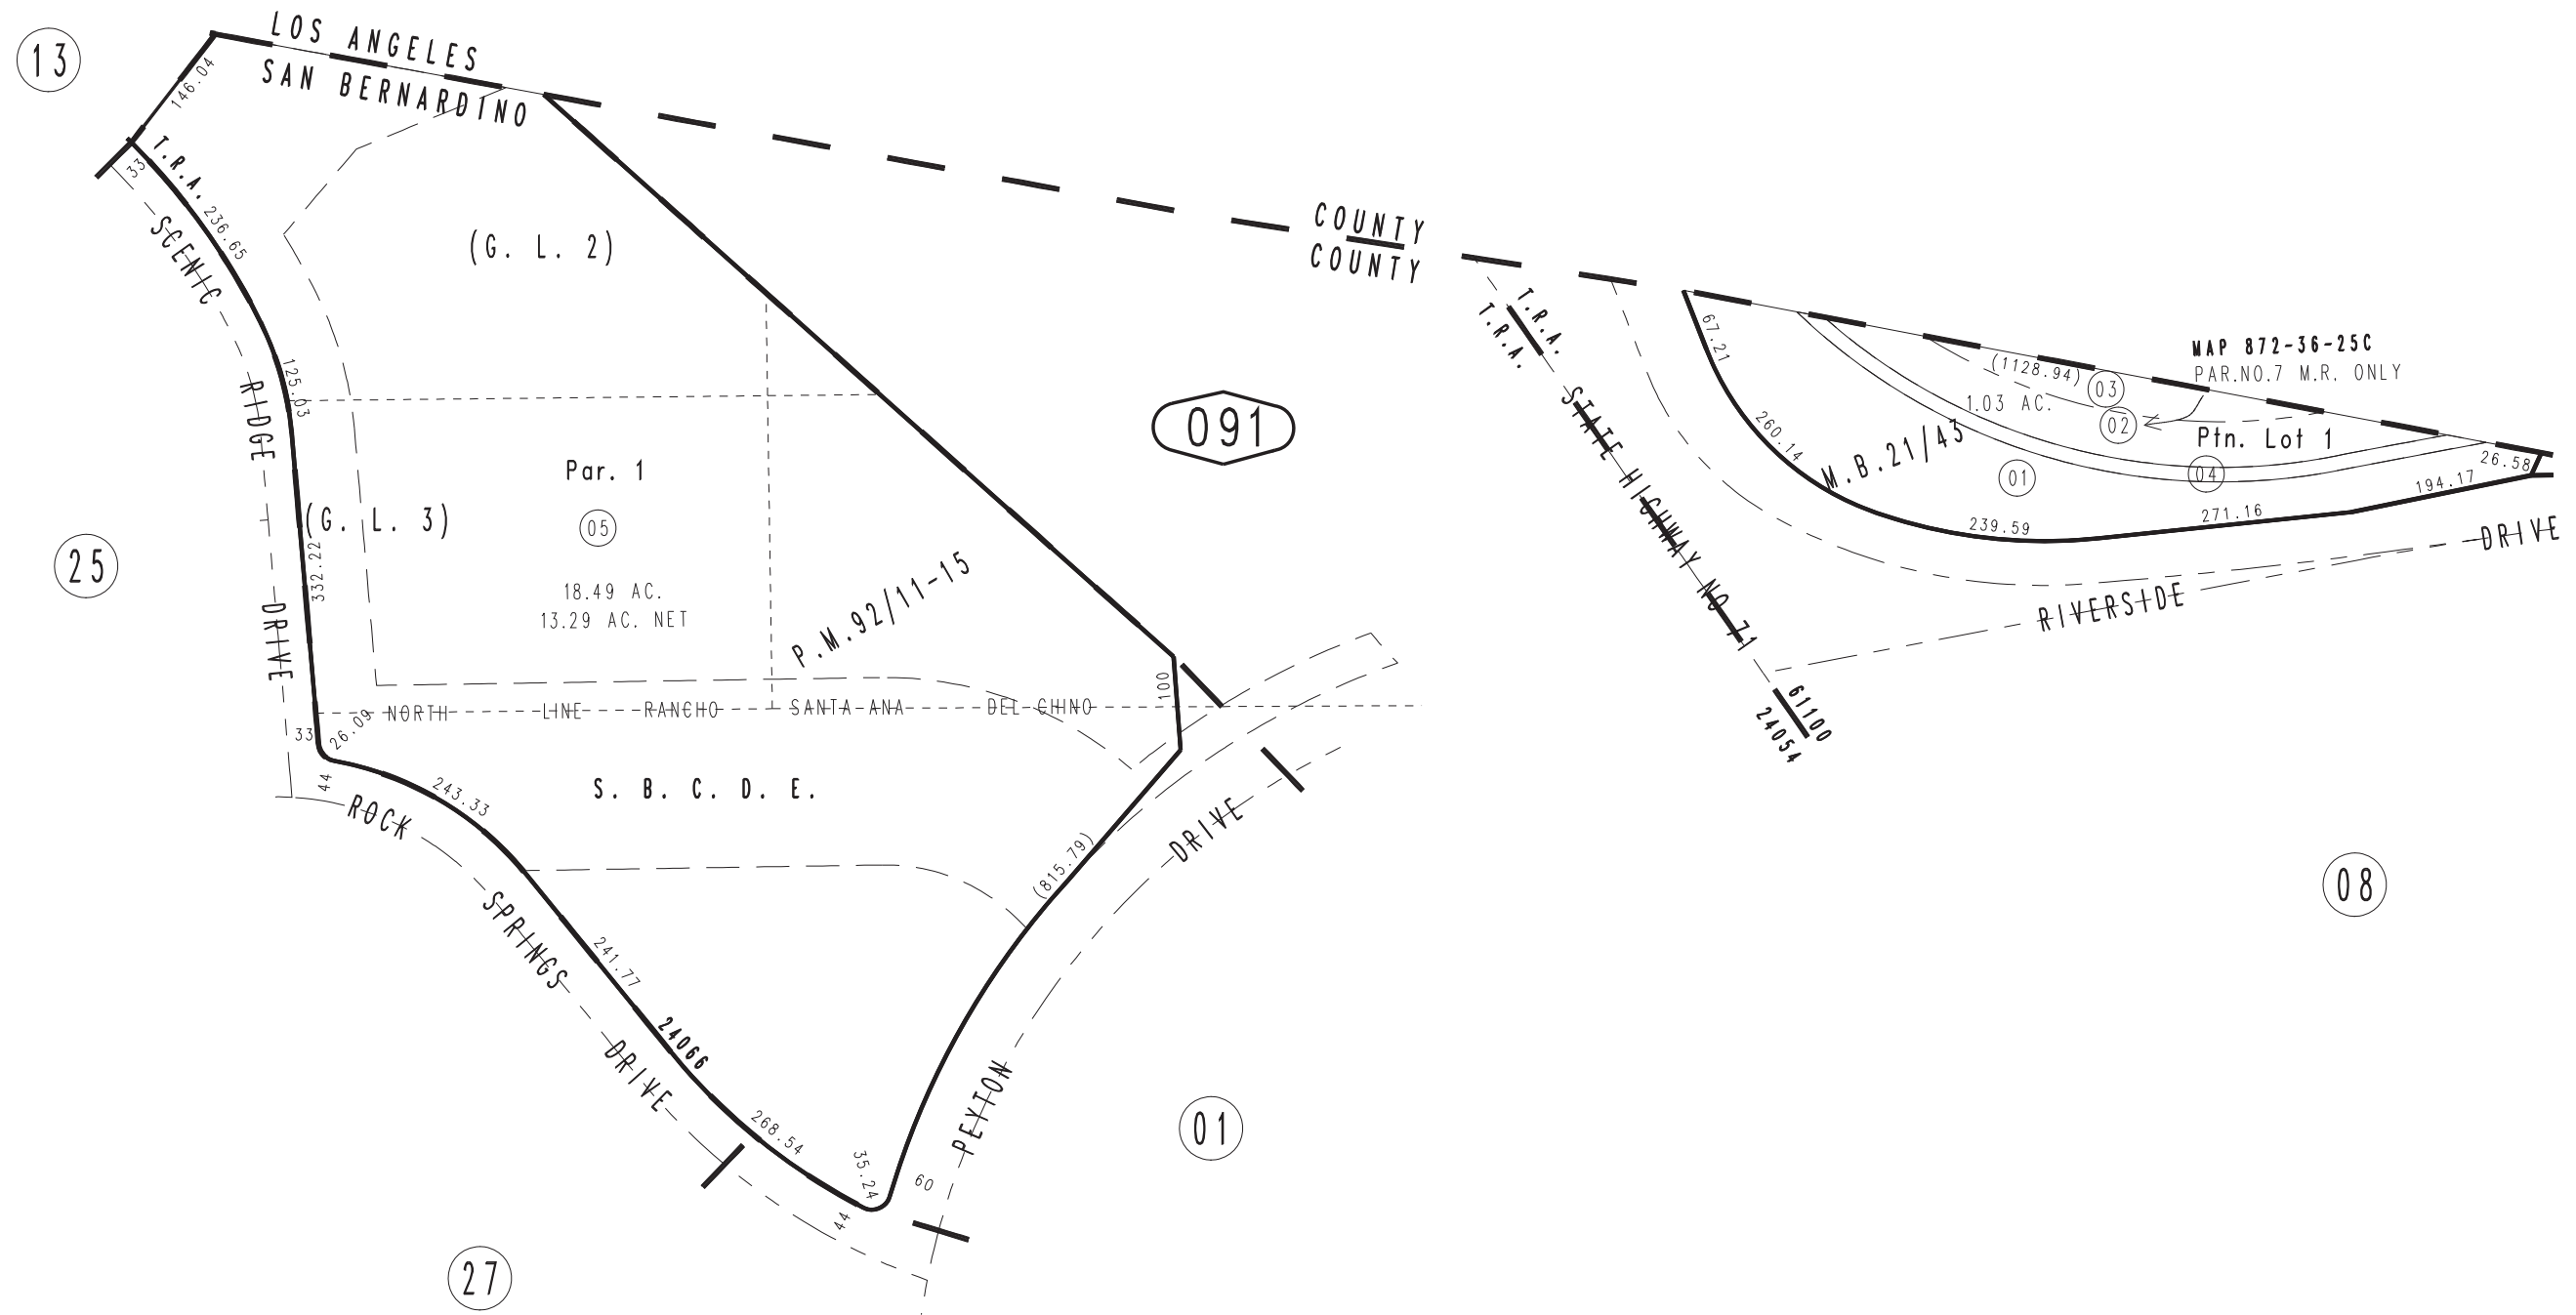 13
LOS ANGELES
SAN BERNARDINO
COUNTY
COUNTY
146.04
33
T.R.A.
236.65
SCENIC
RIDGE
DRIVE
125.03
332.22
33
26.09
44
(G. L. 2)
(G. L. 3)
Par. 1
05
18.49 AC.
13.29 AC. NET
P.M.92/11-15
NORTH LINE RANCHO SANTA ANA DEL CHINO
100
S. B. C. D. E.
25
243.33
ROCK
SPRINGS
DRIVE
241.77
24066
268.54
35.24
44
60
(815.79)
PEYTON
DRIVE
27
01
091
T.R.A.
T.R.A.
STATE HIGHWAY NO 71
61100
24054
67.21
260.14
239.59
271.16
194.17
26.58
M.B.21/43
(1128.94)
03
1.03 AC.
02
MAP 872-36-25C
PAR.NO.7 M.R. ONLY
Ptn. Lot 1
01
04
RIVERSIDE
DRIVE
08